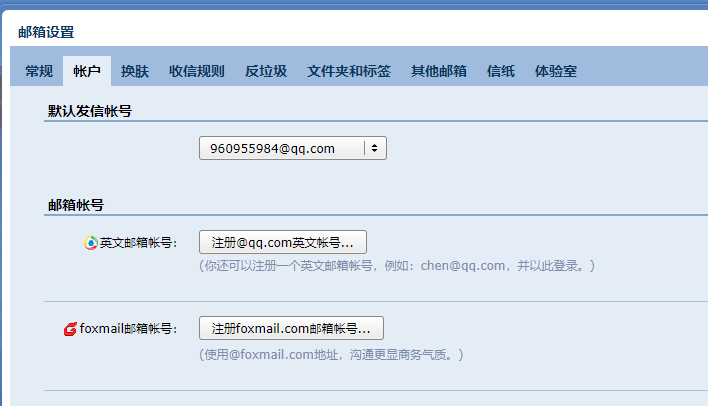 邮箱设置
常规 帐户 换肤 收信规则 反垃圾 文件夹和标签 其他邮箱 信纸 体验室
默认发信帐号
960955984@qq.com
邮箱帐号
英文邮箱帐号： 注册@qq.com英文帐号...
(你还可以注册一个英文邮箱帐号，例如：chen@qq.com，并以此登录。)
foxmail邮箱帐号： 注册foxmail.com邮箱帐号...
(使用@foxmail.com地址，沟通更显商务气质。)